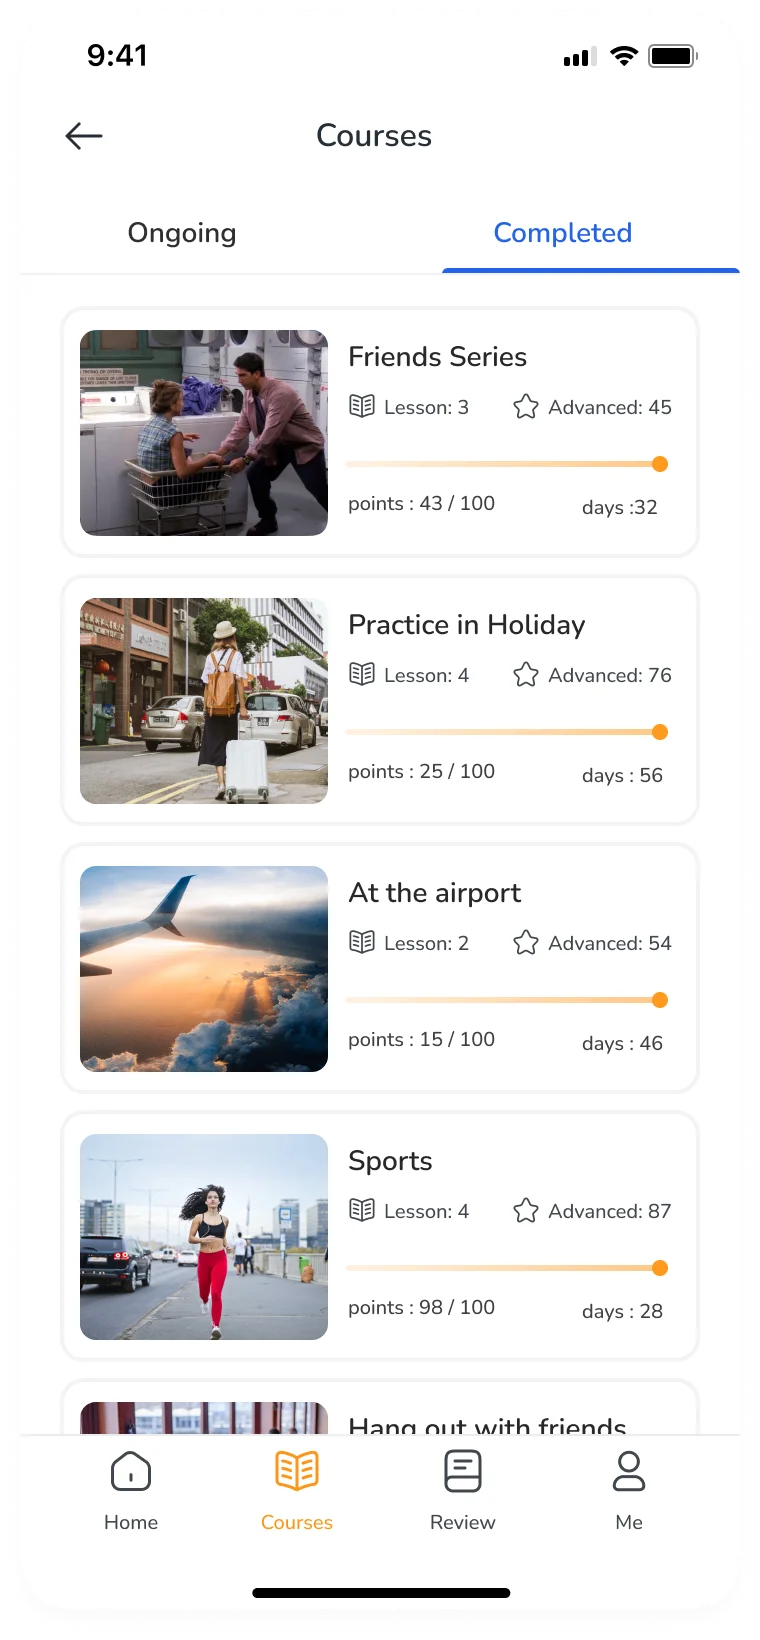 9:41
Courses
Ongoing Completed
Friends Series
Lesson: 3 Advanced: 45
points : 43 / 100 days :32
Practice in Holiday
Lesson: 4 Advanced: 76
points : 25 / 100 days : 56
At the airport
Lesson: 2 Advanced: 54
points : 15 / 100 days : 46
Sports
Lesson: 4 Advanced: 87
points : 98 / 100 days : 28
Hang out with friends
Home Courses Review Me